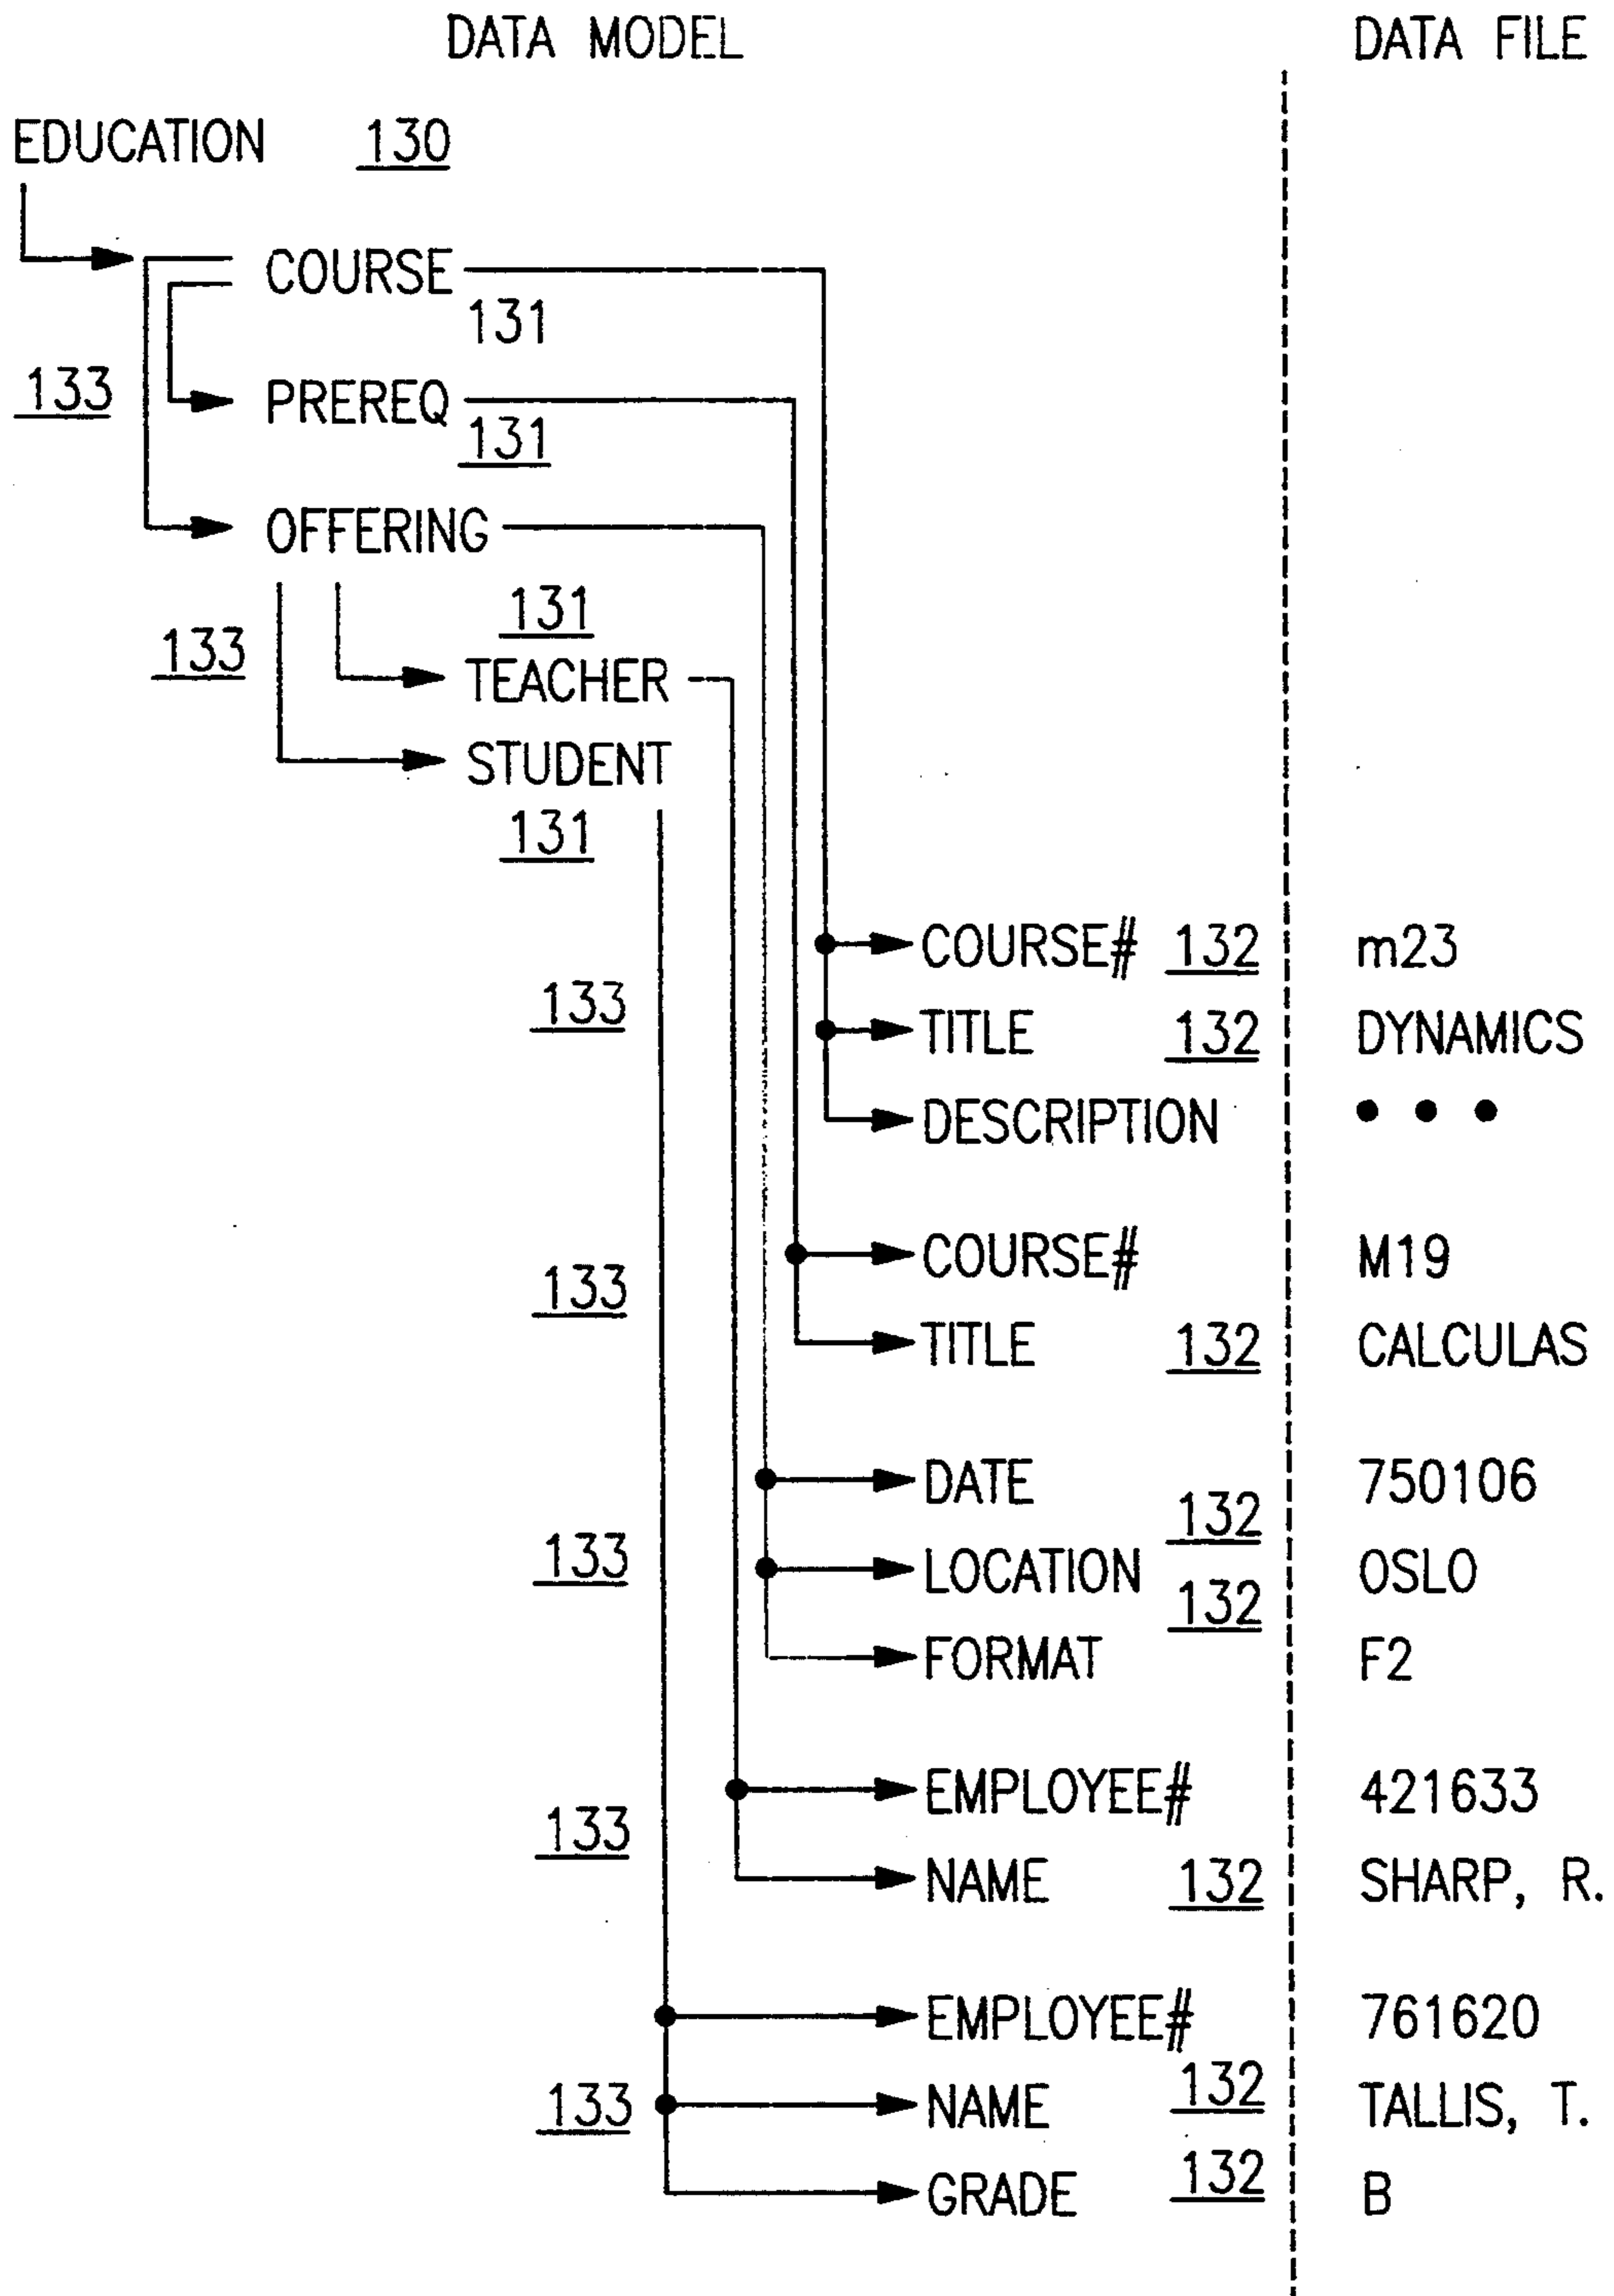 DATA MODEL DATA FILE
EDUCATION 130
COURSE
131
133 PREREQ
131
OFFERING
131
133 TEACHER
STUDENT
131
COURSE# 132 m23
133 TITLE 132 DYNAMICS
DESCRIPTION • • •
COURSE# M19
133
TITLE 132 CALCULAS
DATE 750106
132
133 LOCATION OSLO
132
FORMAT F2
EMPLOYEE# 421633
133
NAME 132 SHARP, R.
EMPLOYEE# 761620
133 NAME 132 TALLIS, T.
GRADE 132 B